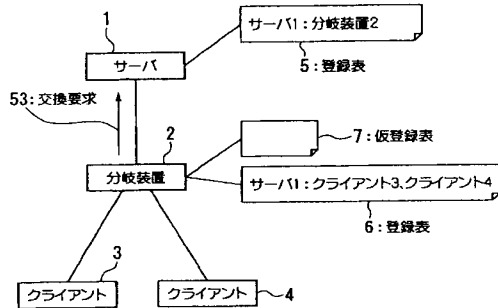 1
サーバ
サーバ1：分岐装置2
5：登録表
53：交換要求
2
分岐装置
7：仮登録表
サーバ1：クライアント3、クライアント4
6：登録表
3
クライアント
クライアント
4